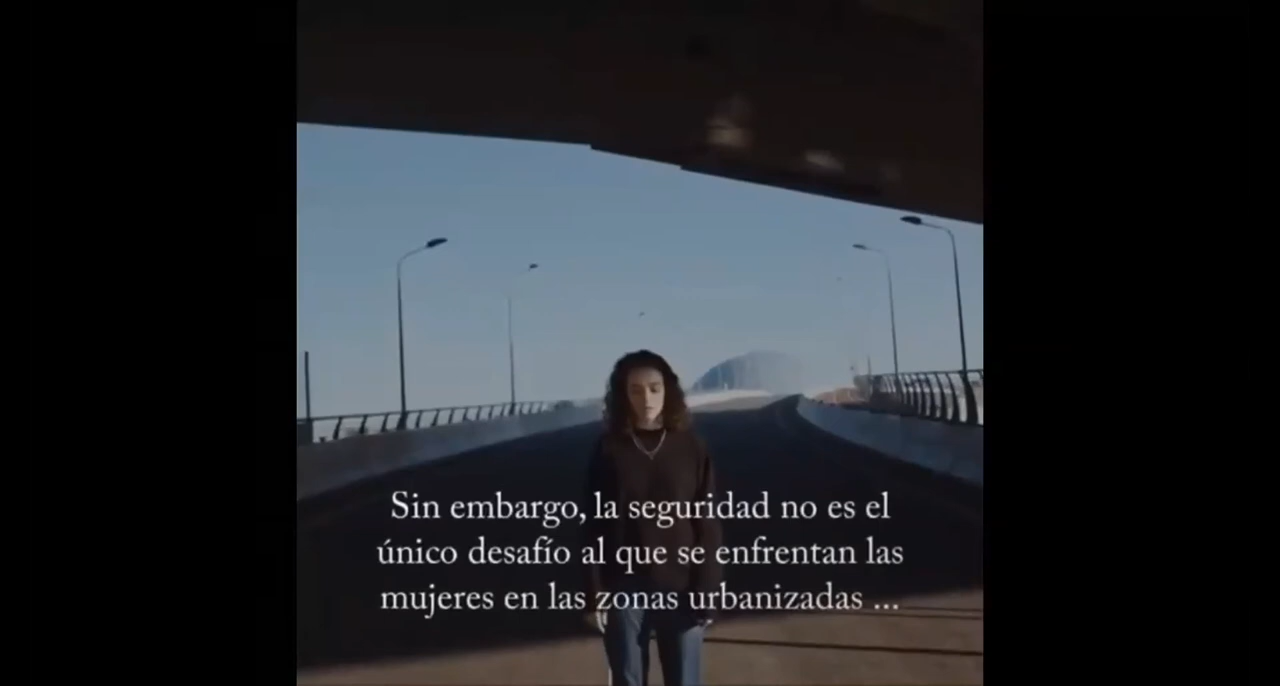 Sin embargo, la seguridad no es el
único desafío al que se enfrentan las
mujeres en las zonas urbanizadas ...